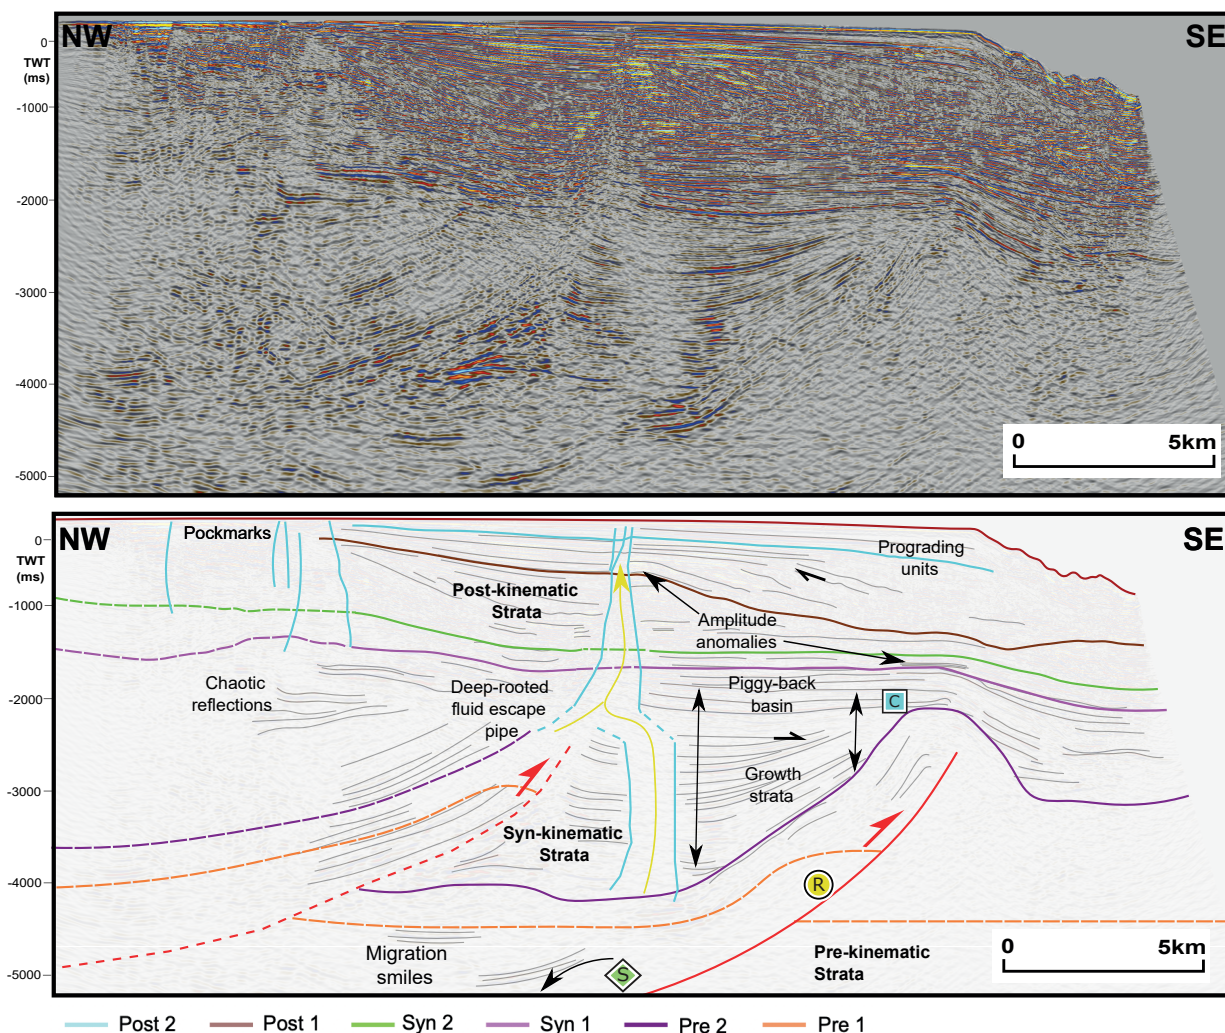 NW
SE
0
TWT
(ms)
-1000
-2000
-3000
-4000
-5000
0 5km
NW
SE
0
TWT
(ms)
-1000
-2000
-3000
-4000
-5000
Pockmarks
Prograding
units
Post-kinematic
Strata
Amplitude
anomalies
Chaotic
reflections
Deep-rooted
fluid escape
pipe
Piggy-back
basin
C
Growth
strata
Syn-kinematic
Strata
R
Migration
smiles
S
Pre-kinematic
Strata
0 5km
Post 2 Post 1 Syn 2 Syn 1 Pre 2 Pre 1